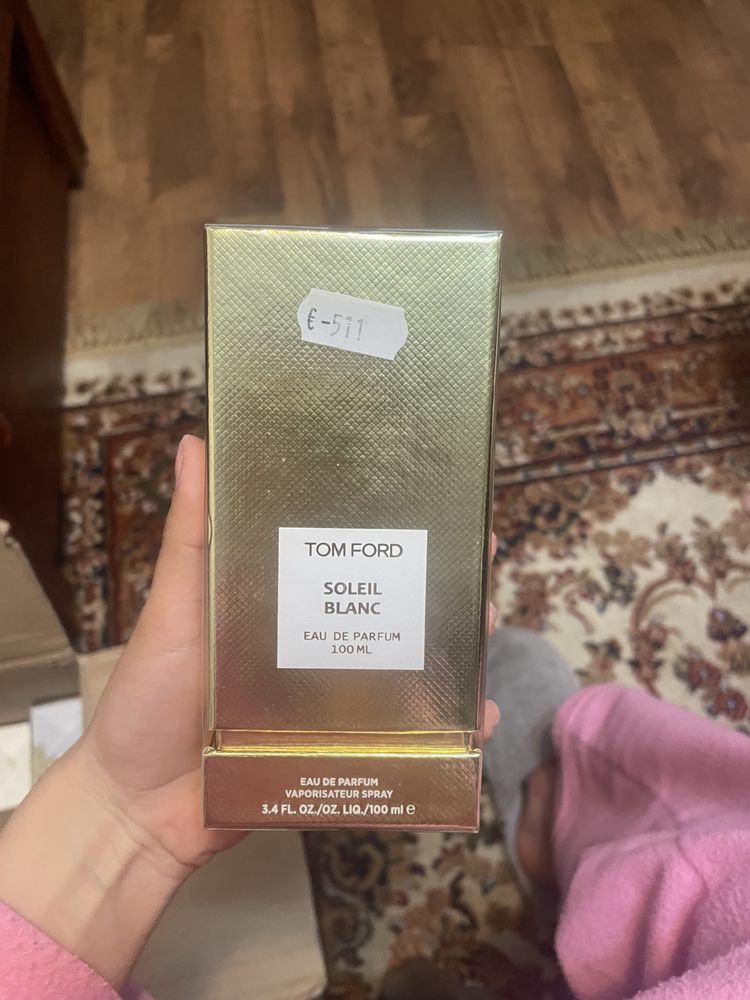 €-511
TOM FORD
SOLEIL
BLANC
EAU DE PARFUM
100 ML
EAU DE PARFUM
VAPORISATEUR SPRAY
3.4 FL. OZ./OZ. LIQ./100 ml ℮